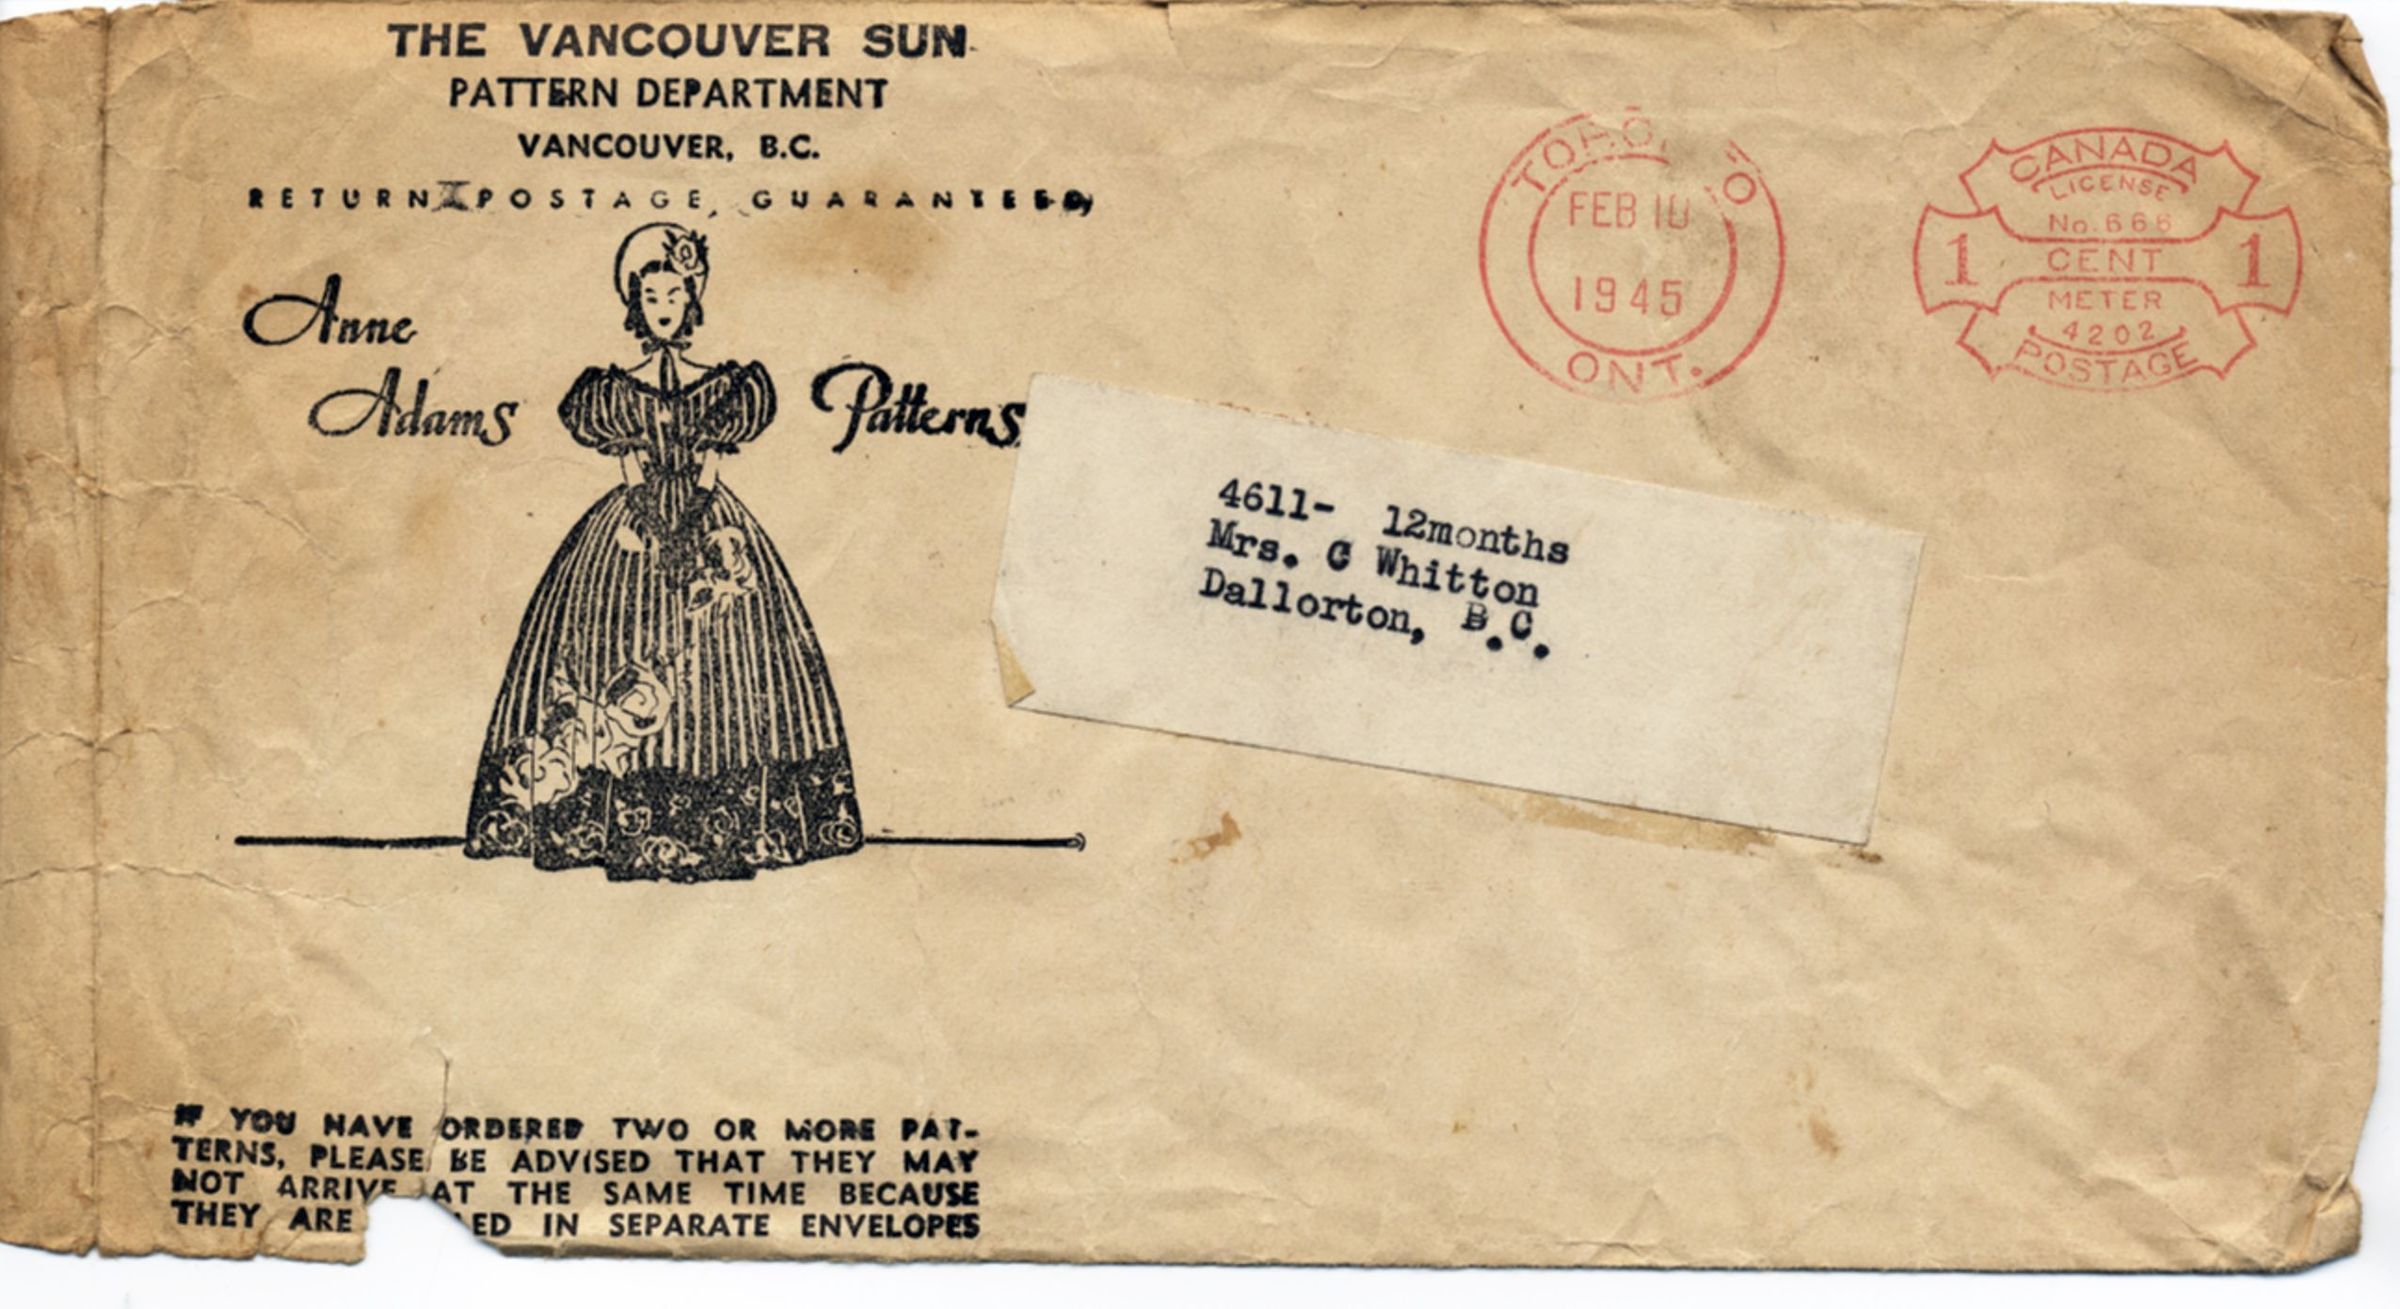 THE VANCOUVER SUN
PATTERN DEPARTMENT
VANCOUVER, B.C.
RETURN POSTAGE GUARANTEED
Anne
Adams Patterns
TORONTO
FEB 10
1945
ONT.
CANADA
LICENSE
No. 666
1 CENT 1
METER
4202
POSTAGE
4611- 12months
Mrs. C Whitton
Dallorton, B.C.
IF YOU HAVE ORDERED TWO OR MORE PAT-
TERNS, PLEASE BE ADVISED THAT THEY MAY
NOT ARRIVE AT THE SAME TIME BECAUSE
THEY ARE IN SEPARATE ENVELOPES